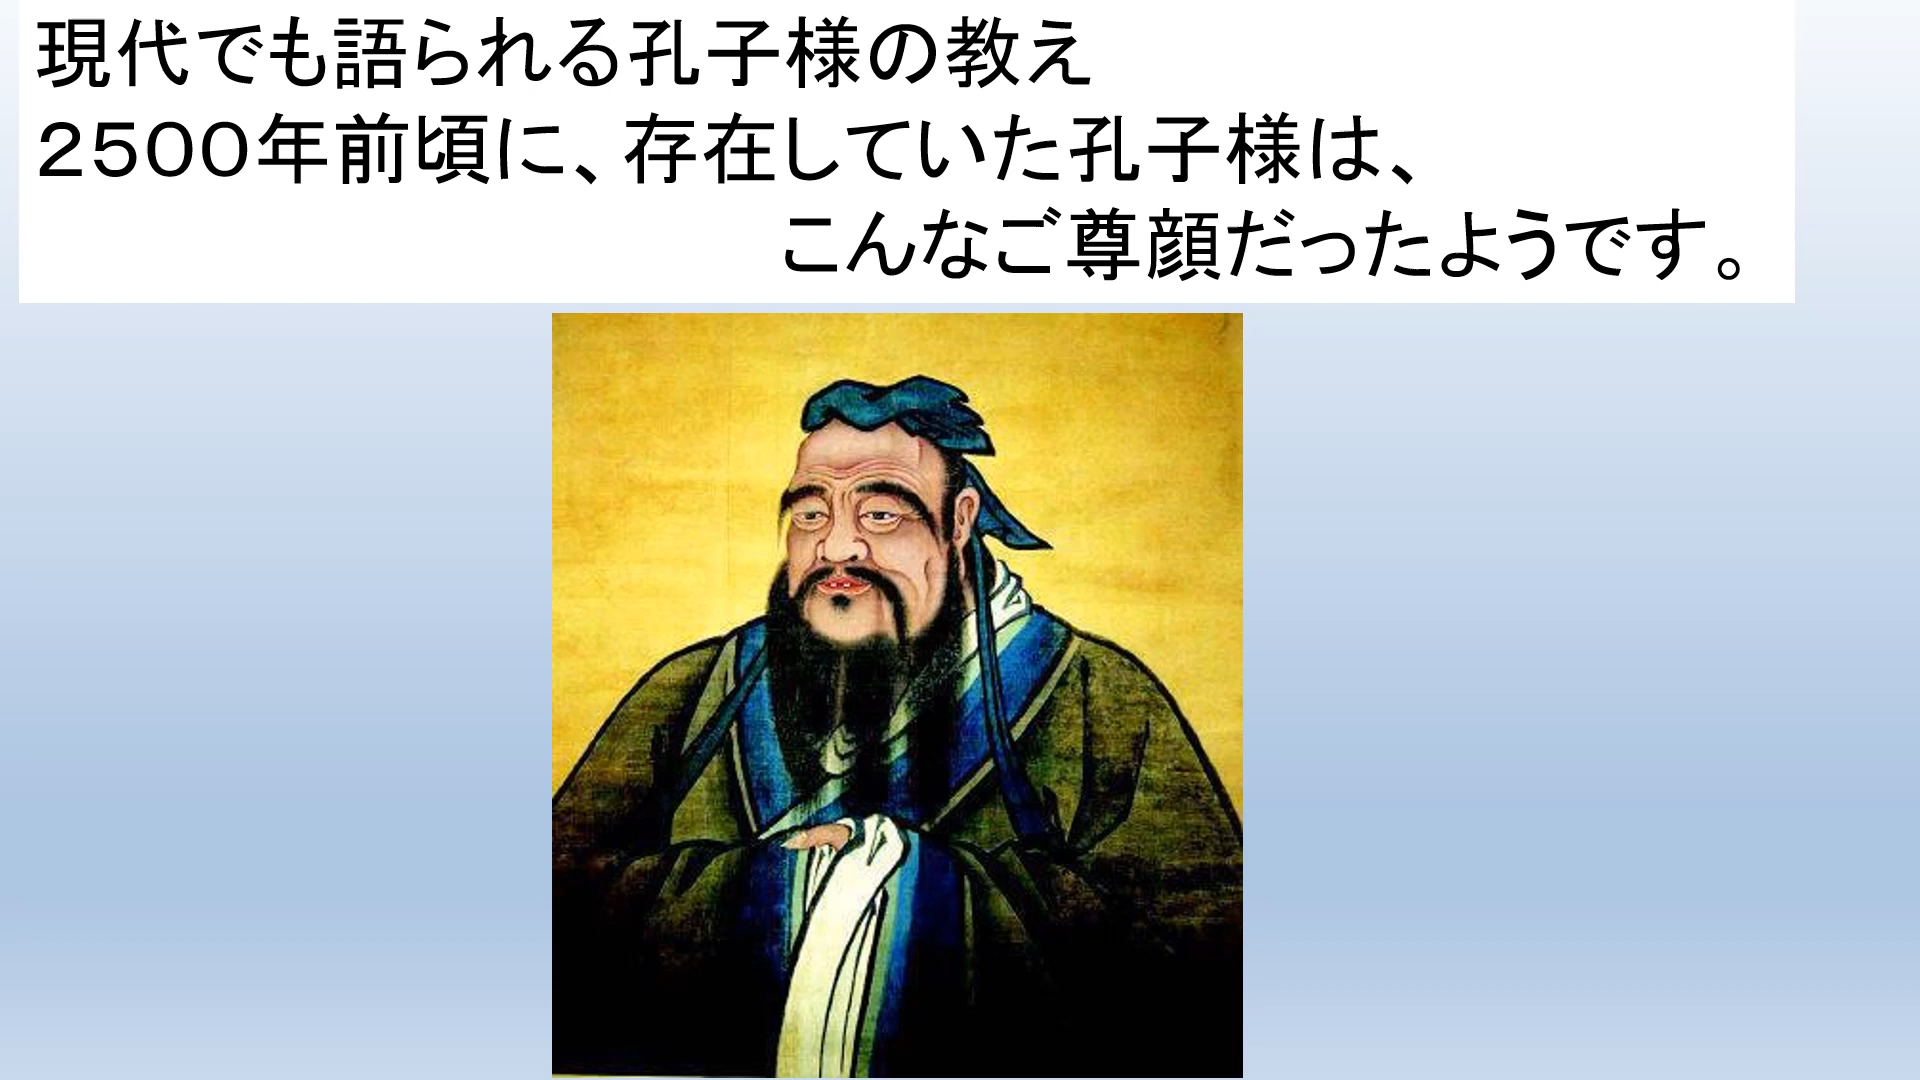 現代でも語られる孔子様の教え
２５００年前頃に、存在していた孔子様は、
こんなご尊顔だったようです。